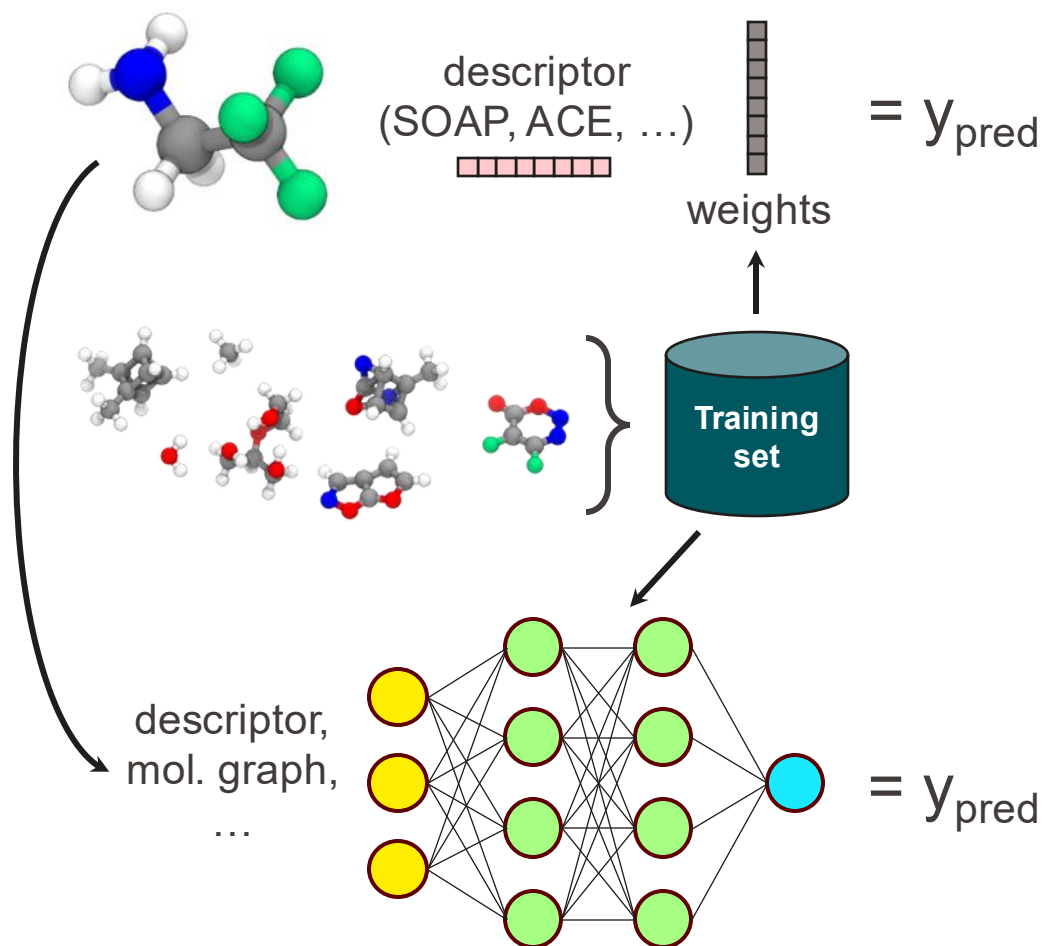 descriptor
(SOAP, ACE, …)
= y_pred
weights
Training
set
descriptor,
mol. graph,
…
= y_pred